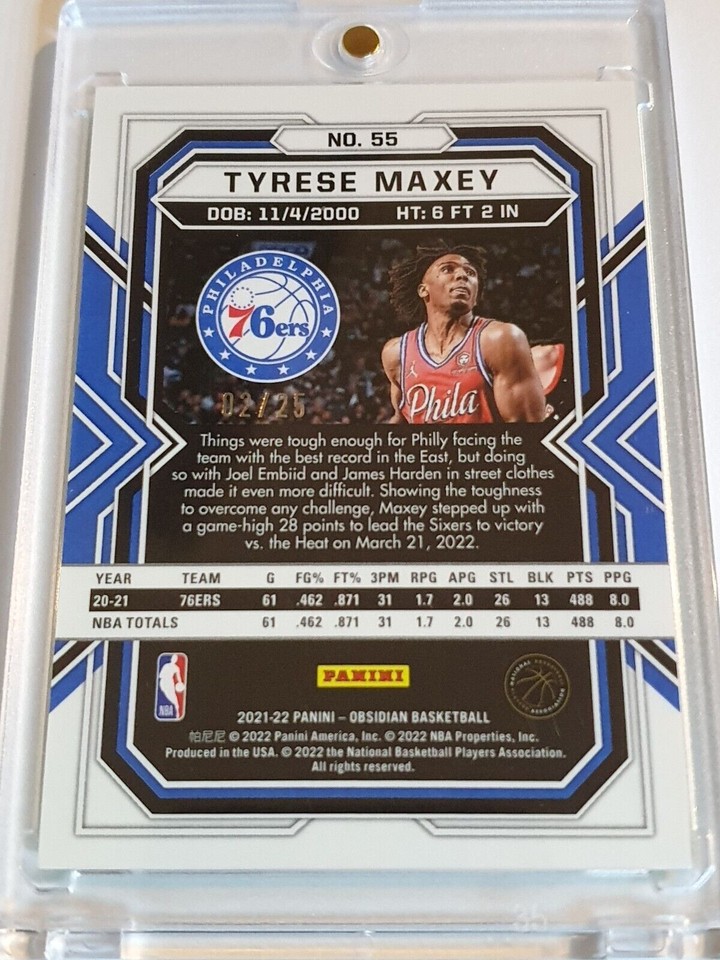 NO. 55
TYRESE MAXEY
DOB: 11/4/2000 HT: 6 FT 2 IN
PHILADELPHIA
76ers
Phila
02/25
Things were tough enough for Philly facing the
team with the best record in the East, but doing
so with Joel Embiid and James Harden in street clothes
made it even more difficult. Showing the toughness
to overcome any challenge, Maxey stepped up with
a game-high 28 points to lead the Sixers to victory
vs. the Heat on March 21, 2022.
YEAR TEAM G FG% FT% 3PM RPG APG STL BLK PTS PPG
20-21 76ERS 61 .462 .871 31 1.7 2.0 26 13 488 8.0
NBA TOTALS 61 .462 .871 31 1.7 2.0 26 13 488 8.0
NBA
PANINI
NATIONAL BASKETBALL
ASSOCIATION
2021-22 PANINI – OBSIDIAN BASKETBALL
帕尼尼 © 2022 Panini America, Inc. © 2022 NBA Properties, Inc.
Produced in the USA. © 2022 the National Basketball Players Association.
All rights reserved.